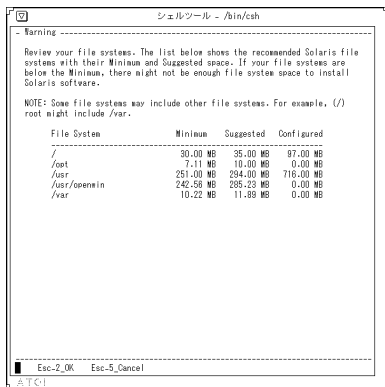 シェルツール - /bin/csh
- Warning
Review your file systems. The list below shows the recommended Solaris file
systems with their Minimum and Suggested space. If your file systems are
below the Minimum, there might not be enough file system space to install
Solaris software.
NOTE: Some file systems may include other file systems. For example, (/)
root might include /var.
File System Minimum Suggested Configured
/ 30.00 MB 35.00 MB 97.00 MB
/opt 7.11 MB 10.00 MB 0.00 MB
/usr 251.00 MB 294.00 MB 716.00 MB
/usr/openwin 242.56 MB 285.23 MB 0.00 MB
/var 10.22 MB 11.89 MB 0.00 MB
Esc-2_OK Esc-5_Cancel